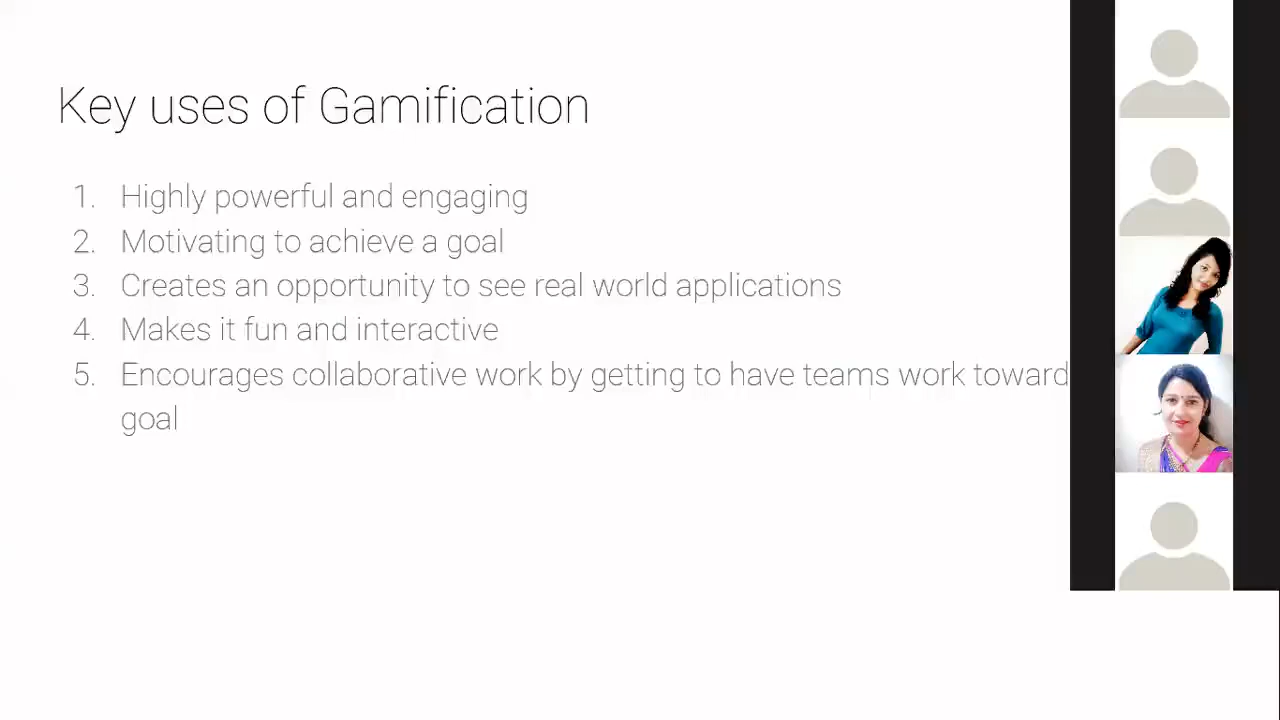 Key uses of Gamification
1. Highly powerful and engaging
2. Motivating to achieve a goal
3. Creates an opportunity to see real world applications
4. Makes it fun and interactive
5. Encourages collaborative work by getting to have teams work toward
goal